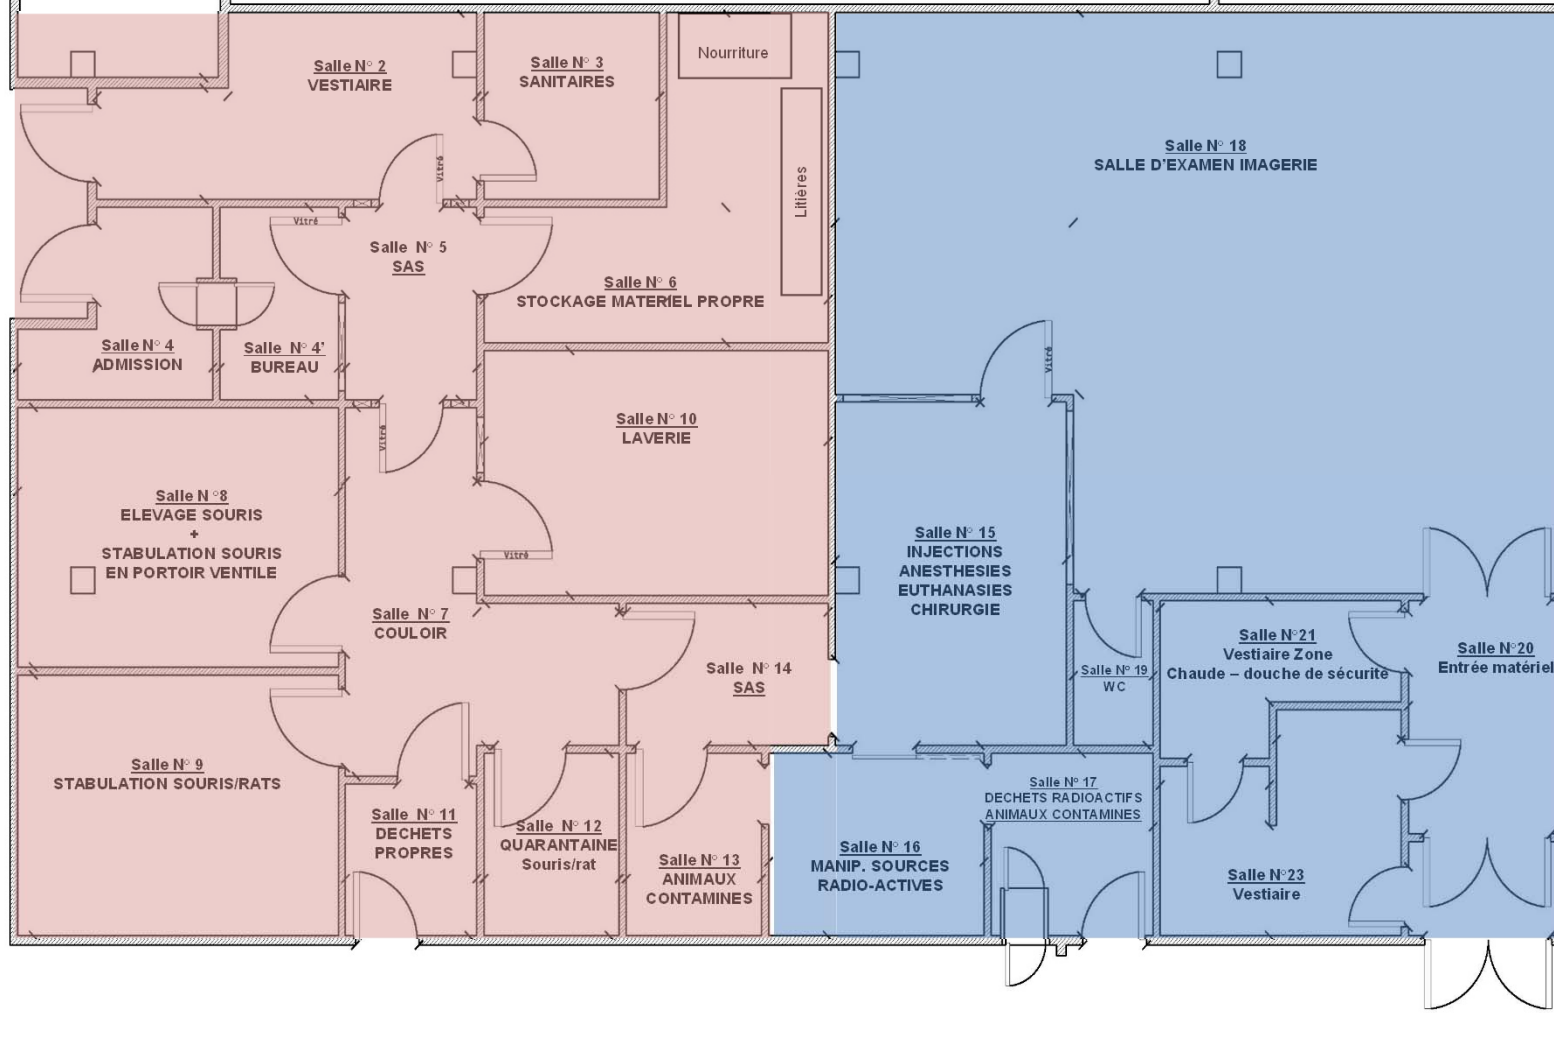 Salle N° 2
VESTIAIRE
Salle N° 3
SANITAIRES
Nourriture
Litières
Salle N° 18
SALLE D'EXAMEN IMAGERIE
Vitré
Vitré
Salle N° 5
SAS
Salle N° 6
STOCKAGE MATERIEL PROPRE
Salle N° 4
ADMISSION
Salle N° 4'
BUREAU
Vitré
Vitré
Salle N° 10
LAVERIE
Salle N °8
ELEVAGE SOURIS
+
STABULATION SOURIS
EN PORTOIR VENTILE
Vitré
Salle N° 15
INJECTIONS
ANESTHESIES
EUTHANASIES
CHIRURGIE
Salle N° 7
COULOIR
Salle N° 14
SAS
Salle N° 19
WC
Salle N°21
Vestiaire Zone
Chaude – douche de sécurité
Salle N°20
Entrée matériel
Salle N° 9
STABULATION SOURIS/RATS
Salle N° 11
DECHETS
PROPRES
Salle N° 12
QUARANTAINE
Souris/rat
Salle N° 13
ANIMAUX
CONTAMINES
Salle N° 16
MANIP. SOURCES
RADIO-ACTIVES
Salle N° 17
DECHETS RADIOACTIFS
ANIMAUX CONTAMINES
Salle N°23
Vestiaire